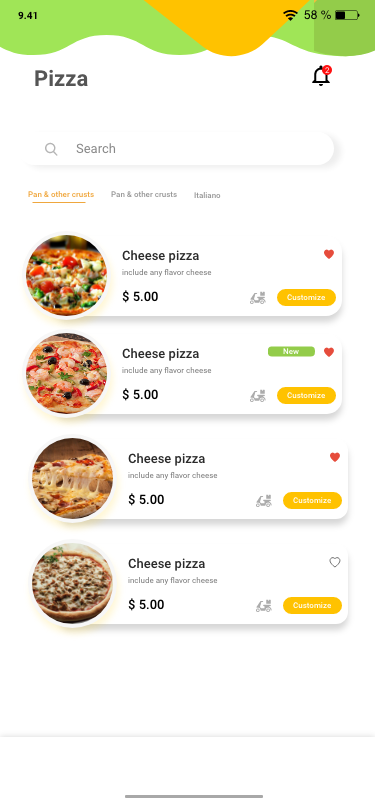 9.41 58 %
Pizza
2
Search
Pan & other crusts Pan & other crusts Italiano
Cheese pizza
include any flavor cheese
$ 5.00 Customize
Cheese pizza New
include any flavor cheese
$ 5.00 Customize
Cheese pizza
include any flavor cheese
$ 5.00 Customize
Cheese pizza
include any flavor cheese
$ 5.00 Customize